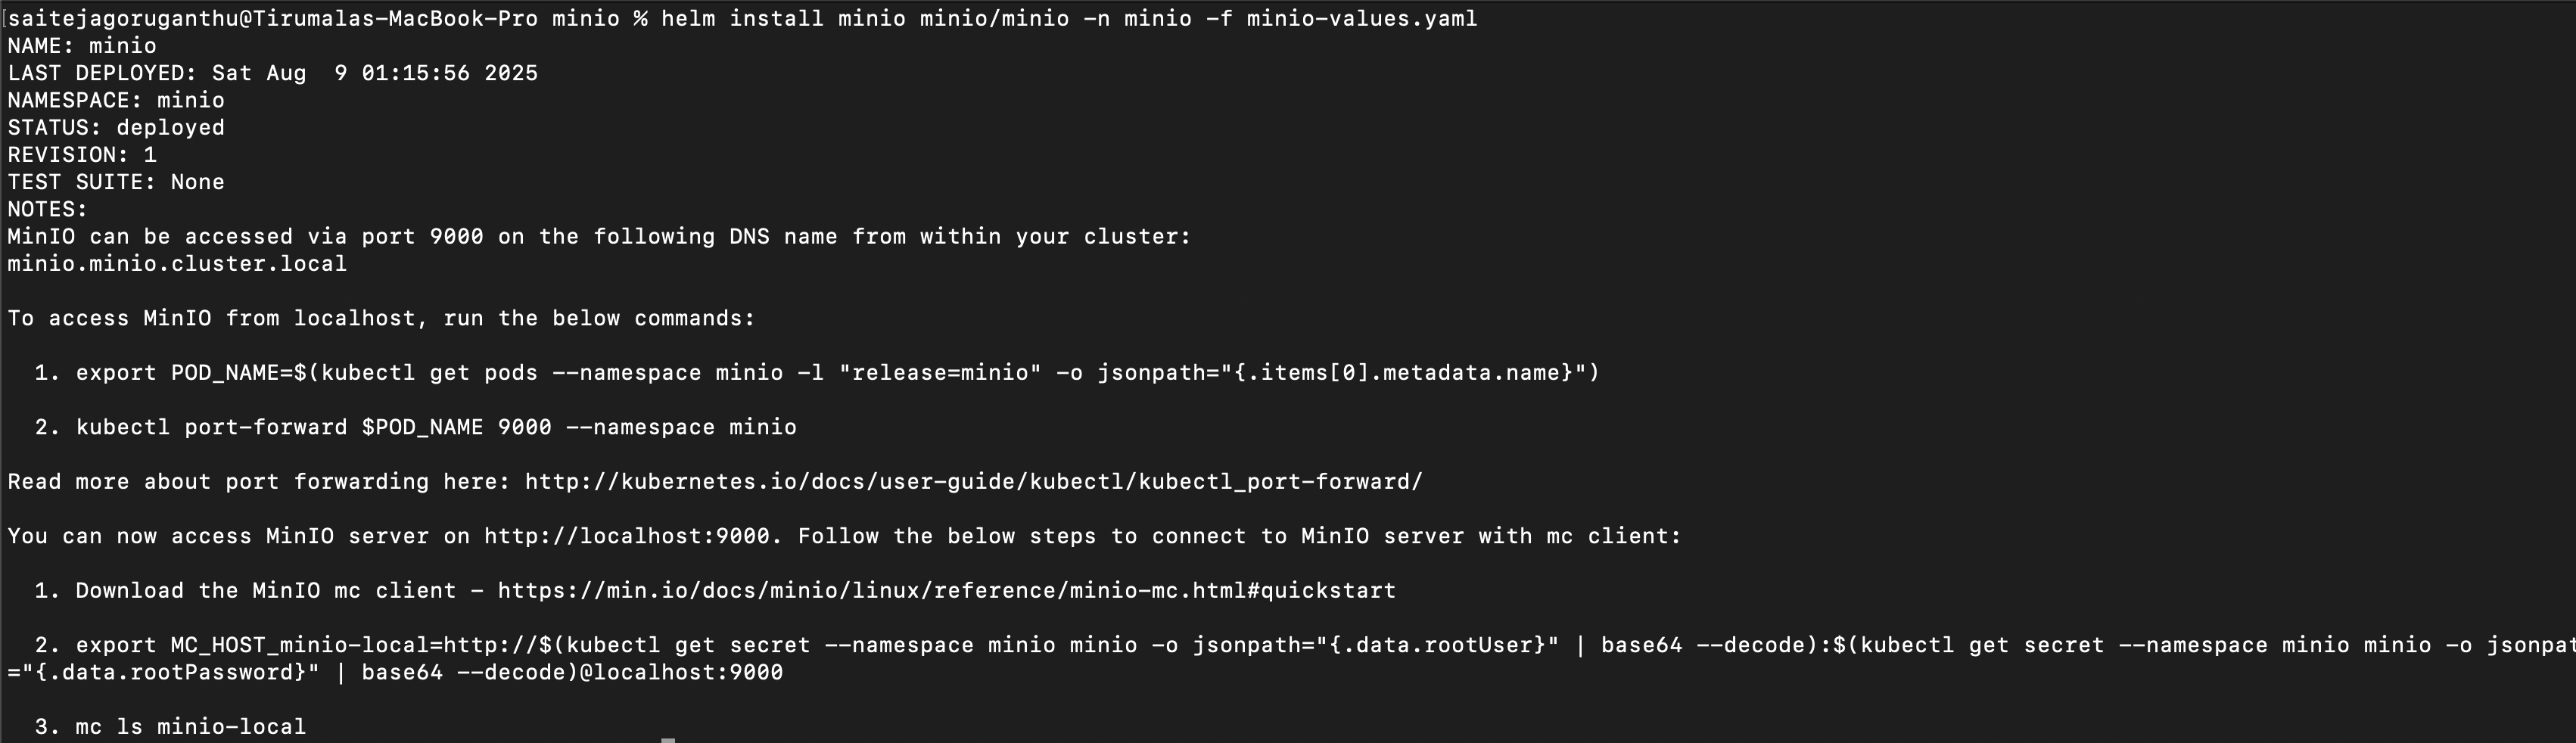 [saitejagoruganthu@Tirumalas-MacBook-Pro minio % helm install minio minio/minio -n minio -f minio-values.yaml
NAME: minio
LAST DEPLOYED: Sat Aug  9 01:15:56 2025
NAMESPACE: minio
STATUS: deployed
REVISION: 1
TEST SUITE: None
NOTES:
MinIO can be accessed via port 9000 on the following DNS name from within your cluster:
minio.minio.cluster.local

To access MinIO from localhost, run the below commands:

  1. export POD_NAME=$(kubectl get pods --namespace minio -l "release=minio" -o jsonpath="{.items[0].metadata.name}")

  2. kubectl port-forward $POD_NAME 9000 --namespace minio

Read more about port forwarding here: http://kubernetes.io/docs/user-guide/kubectl/kubectl_port-forward/

You can now access MinIO server on http://localhost:9000. Follow the below steps to connect to MinIO server with mc client:

  1. Download the MinIO mc client - https://min.io/docs/minio/linux/reference/minio-mc.html#quickstart

  2. export MC_HOST_minio-local=http://$(kubectl get secret --namespace minio minio -o jsonpath="{.data.rootUser}" | base64 --decode):$(kubectl get secret --namespace minio minio -o jsonpat
="{.data.rootPassword}" | base64 --decode)@localhost:9000

  3. mc ls minio-local